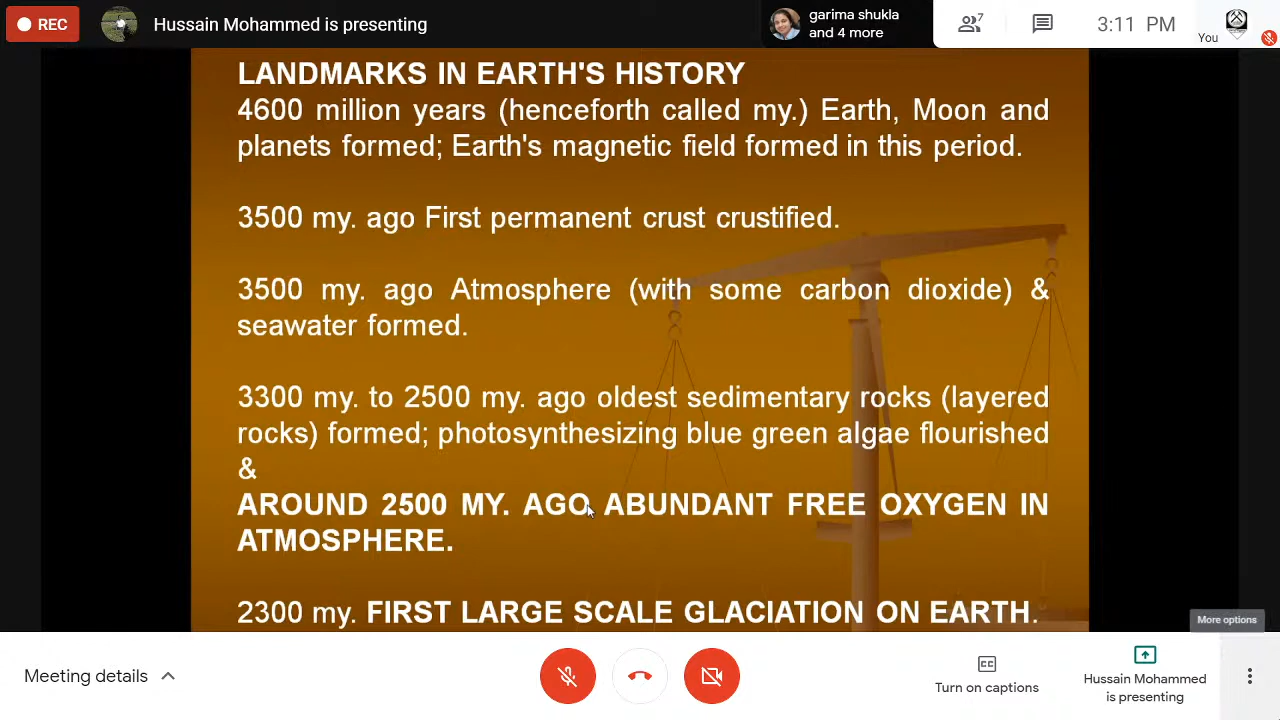 REC
Hussain Mohammed is presenting
garima shukla
and 4 more
7
3:11 PM
You
LANDMARKS IN EARTH'S HISTORY
4600 million years (henceforth called my.) Earth, Moon and
planets formed; Earth's magnetic field formed in this period.
3500 my. ago First permanent crust crustified.
3500 my. ago Atmosphere (with some carbon dioxide) &
seawater formed.
3300 my. to 2500 my. ago oldest sedimentary rocks (layered
rocks) formed; photosynthesizing blue green algae flourished
&
AROUND 2500 MY. AGO ABUNDANT FREE OXYGEN IN
ATMOSPHERE.
2300 my. FIRST LARGE SCALE GLACIATION ON EARTH.
More options
Meeting details
CC
Turn on captions
Hussain Mohammed
is presenting